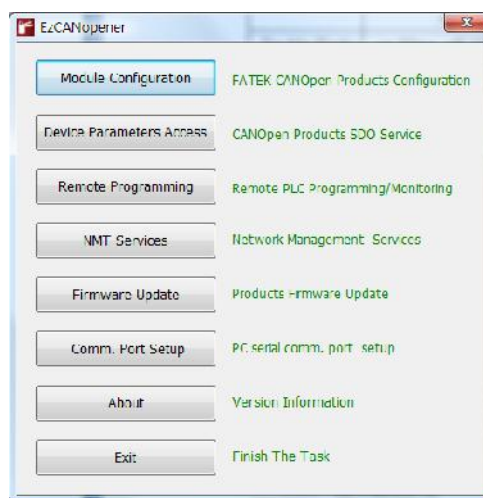 EzCANopener
Module Configuration FATEK CANOpen Products Configuration
Device Parameters Access CANOpen Products SDO Service
Remote Programming Remote PLC Programming/Monitoring
NMT Services Network Management Services
Firmware Update Products Firmware Update
Comm. Port Setup PC serial comm. port setup
About Version Information
Exit Finish The Task